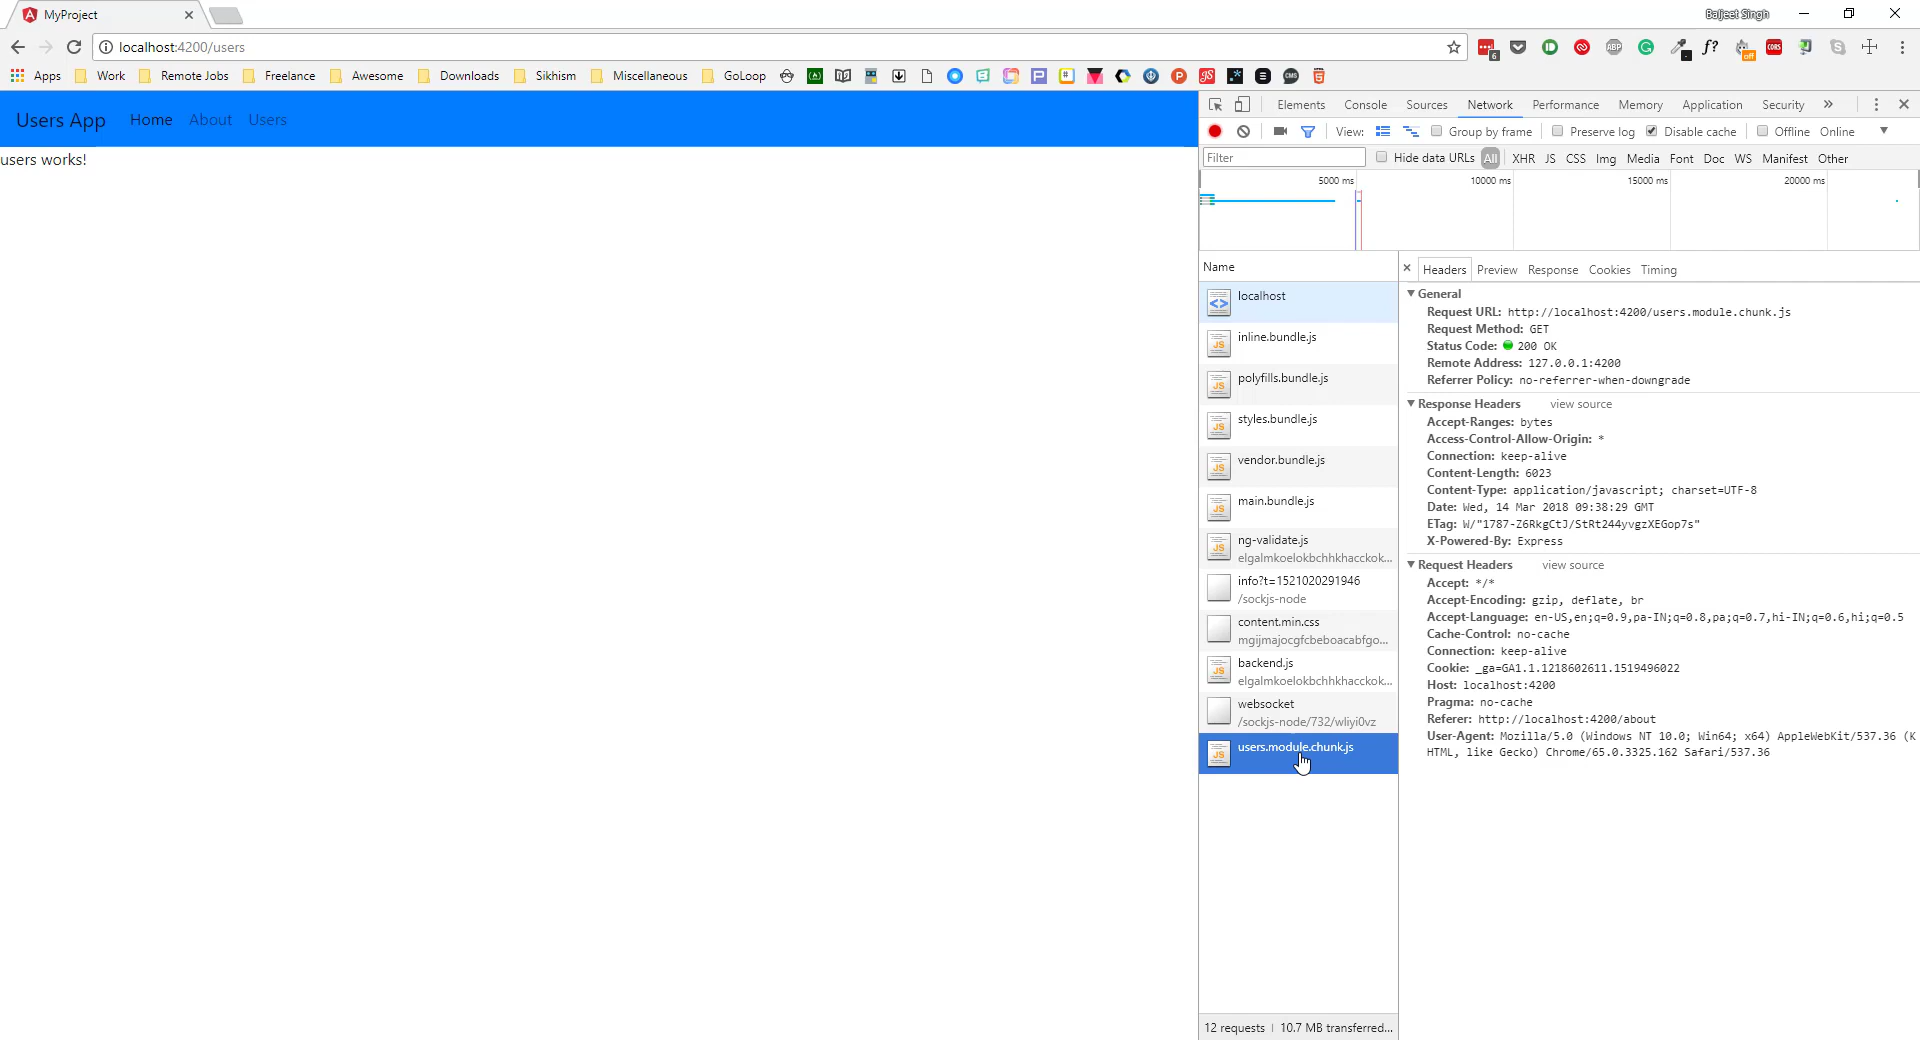 MyProject
Baljeet Singh
localhost:4200/users
Apps Work Remote Jobs Freelance Awesome Downloads Sikhism Miscellaneous GoLoop
Users App Home About Users
users works!
Elements Console Sources Network Performance Memory Application Security »
View: Group by frame Preserve log Disable cache Offline Online
Filter Hide data URLs All XHR JS CSS Img Media Font Doc WS Manifest Other
5000 ms 10000 ms 15000 ms 20000 ms
Name
localhost
inline.bundle.js
polyfills.bundle.js
styles.bundle.js
vendor.bundle.js
main.bundle.js
ng-validate.js
elgalmkoelokbchhkhacckok...
info?t=1521020291946
/sockjs-node
content.min.css
mgijmajocgfcbeboacabfgo...
backend.js
elgalmkoelokbchhkhacckok...
websocket
/sockjs-node/732/wliyi0vz
users.module.chunk.js
12 requests | 10.7 MB transferred...
Headers Preview Response Cookies Timing
General
Request URL: http://localhost:4200/users.module.chunk.js
Request Method: GET
Status Code: 200 OK
Remote Address: 127.0.0.1:4200
Referrer Policy: no-referrer-when-downgrade
Response Headers view source
Accept-Ranges: bytes
Access-Control-Allow-Origin: *
Connection: keep-alive
Content-Length: 6023
Content-Type: application/javascript; charset=UTF-8
Date: Wed, 14 Mar 2018 09:38:29 GMT
ETag: W/"1787-Z6RkgCtJ/StRt244yvgzXEGop7s"
X-Powered-By: Express
Request Headers view source
Accept: */*
Accept-Encoding: gzip, deflate, br
Accept-Language: en-US,en;q=0.9,pa-IN;q=0.8,pa;q=0.7,hi-IN;q=0.6,hi;q=0.5
Cache-Control: no-cache
Connection: keep-alive
Cookie: _ga=GA1.1.1218602611.1519496022
Host: localhost:4200
Pragma: no-cache
Referer: http://localhost:4200/about
User-Agent: Mozilla/5.0 (Windows NT 10.0; Win64; x64) AppleWebKit/537.36 (K
HTML, like Gecko) Chrome/65.0.3325.162 Safari/537.36